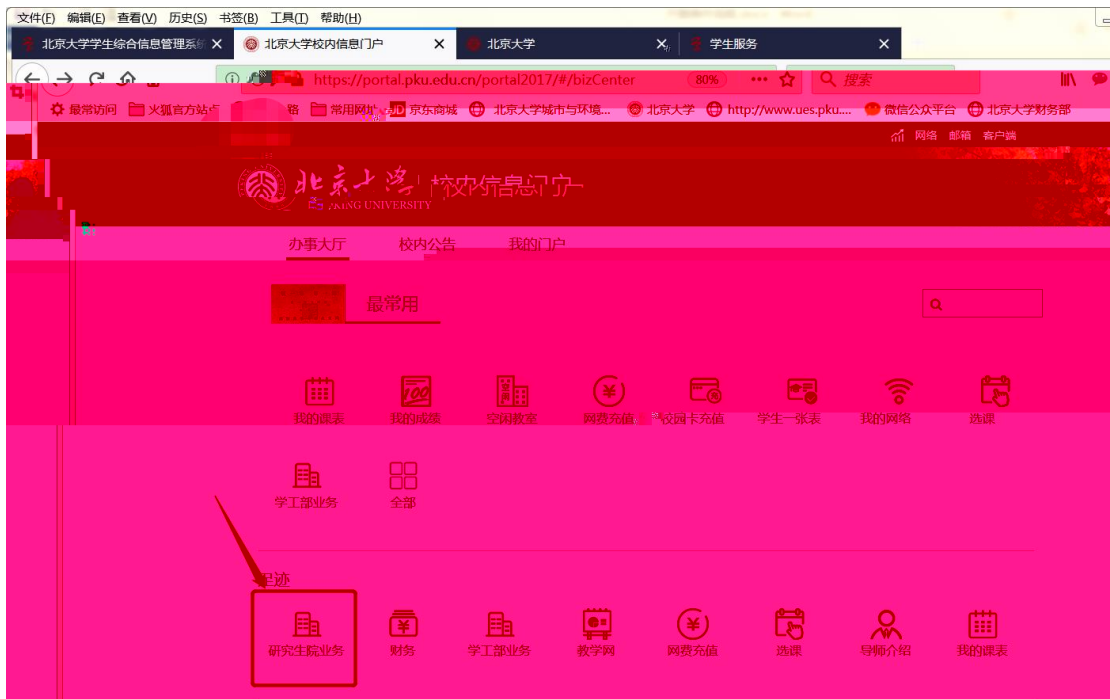 文件(F) 编辑(E) 查看(V) 历史(S) 书签(B) 工具(T) 帮助(H)
北京大学学生综合信息管理系统 北京大学校内信息门户 北京大学 学生服务
https://portal.pku.edu.cn/portal2017/#/bizCenter 80% 搜索
最常访问 火狐官方站点 路 常用网址 JD 京东商城 北京大学城市与环境... 北京大学 http://www.ues.pku.... 微信公众平台 北京大学财务部
网络 邮箱 客户端
北京大学 校内信息门户
UNIVERSITY
办事大厅 校内公告 我的门户
最常用
我的课表 我的成绩 空闲教室 网费充值 校园卡充值 学生一张表 我的网络 选课
学工部业务 全部
足迹
研究生院业务 财务 学工部业务 教学网 网费充值 选课 导师介绍 我的课表